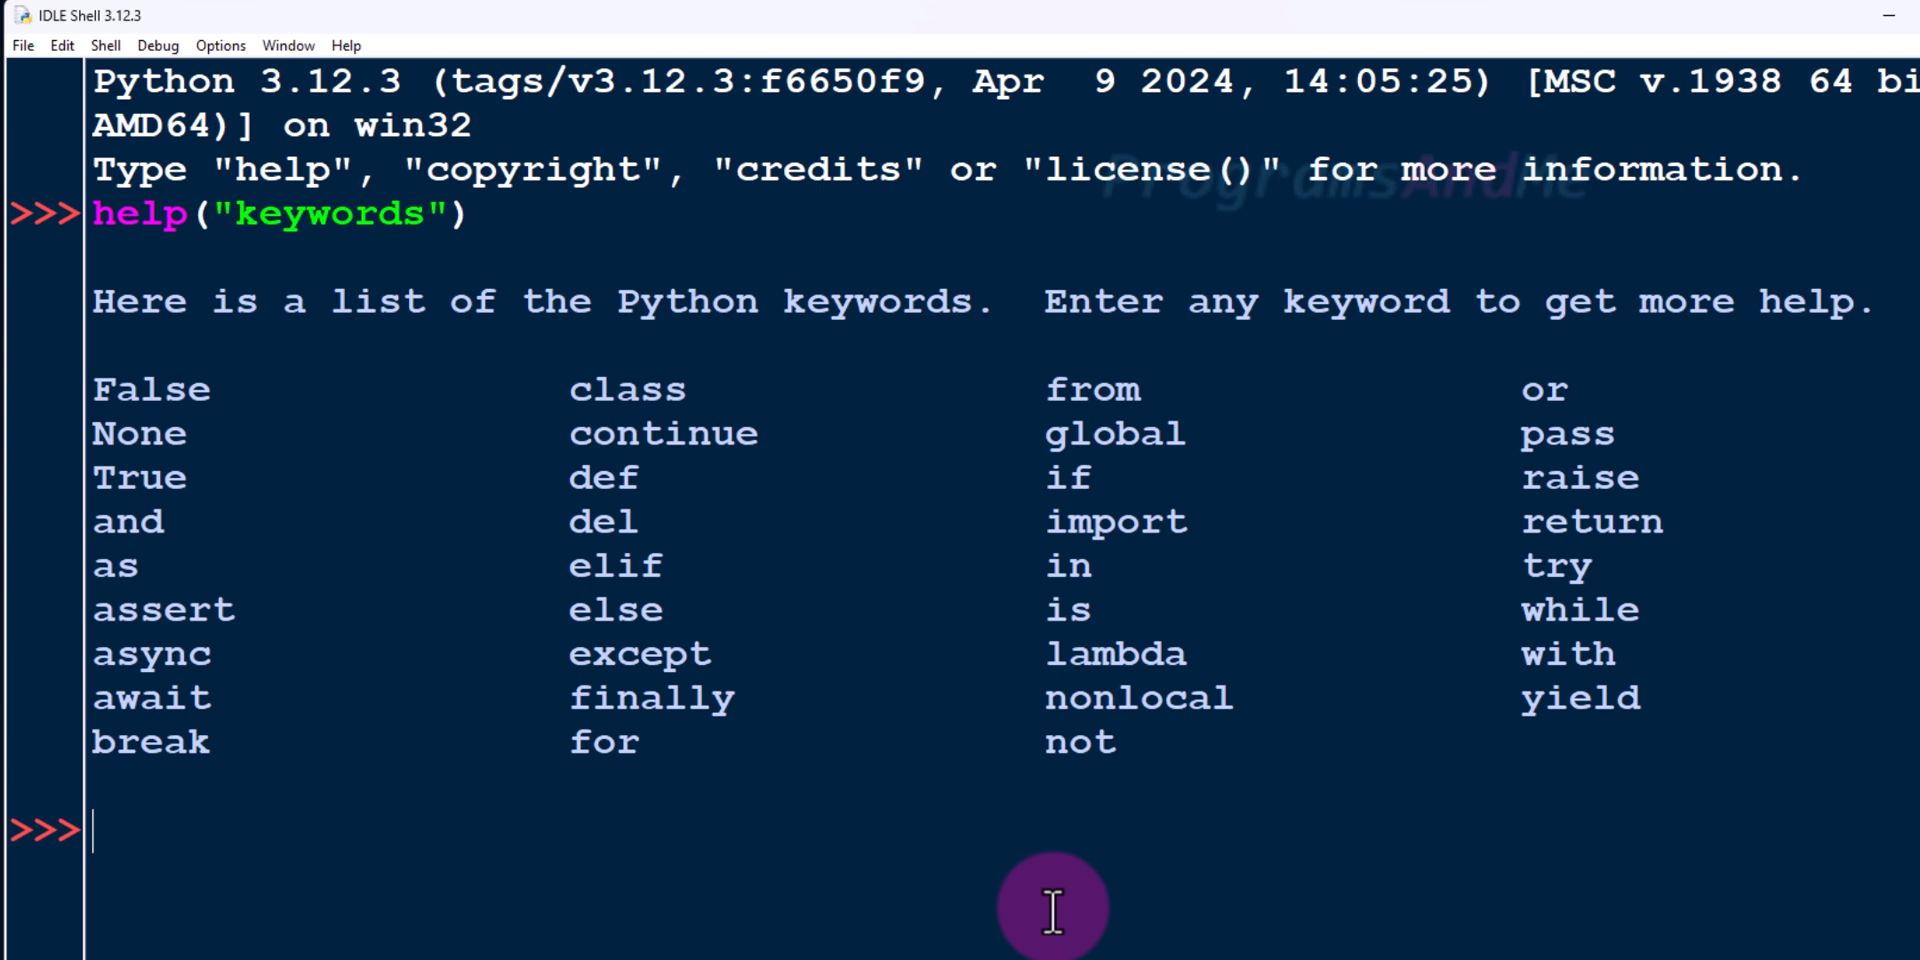 IDLE Shell 3.12.3
File Edit Shell Debug Options Window Help
Python 3.12.3 (tags/v3.12.3:f6650f9, Apr  9 2024, 14:05:25) [MSC v.1938 64 bi
AMD64)] on win32
Type "help", "copyright", "credits" or "license()" for more information.
ProgramsAndMe
>>> help("keywords")
Here is a list of the Python keywords.  Enter any keyword to get more help.
False class from or
None continue global pass
True def if raise
and del import return
as elif in try
assert else is while
async except lambda with
await finally nonlocal yield
break for not
>>>